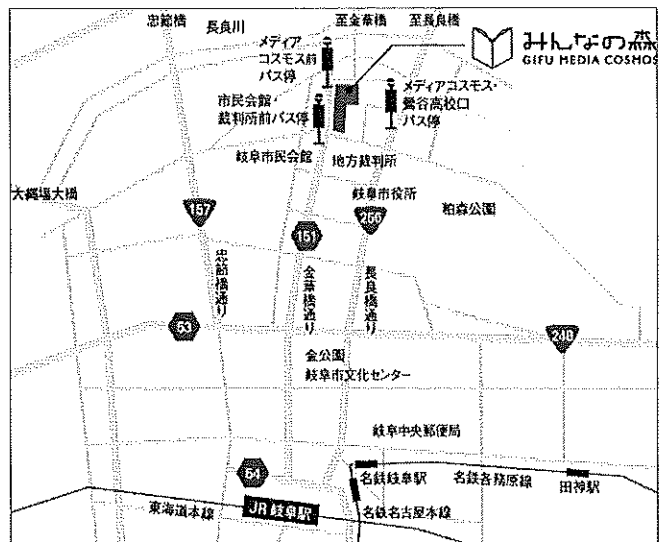 忠節橋
長良川
至金華橋
至長良橋
みんなの森
GIFU MEDIA COSMOS
メディア
コスモス前
バス停
メディアコスモス・
鶯谷高校口
バス停
市民会館・
裁判所前バス停
岐阜市民会館
地方裁判所
大縄場大橋
157
151
256
岐阜市役所
柏森公園
忠節橋通り
金華橋通り
長良橋通り
63
248
金公園
岐阜市文化センター
岐阜中央郵便局
64
名鉄岐阜駅
名鉄各務原線
田神駅
東海道本線
JR 岐阜駅
名鉄名古屋本線